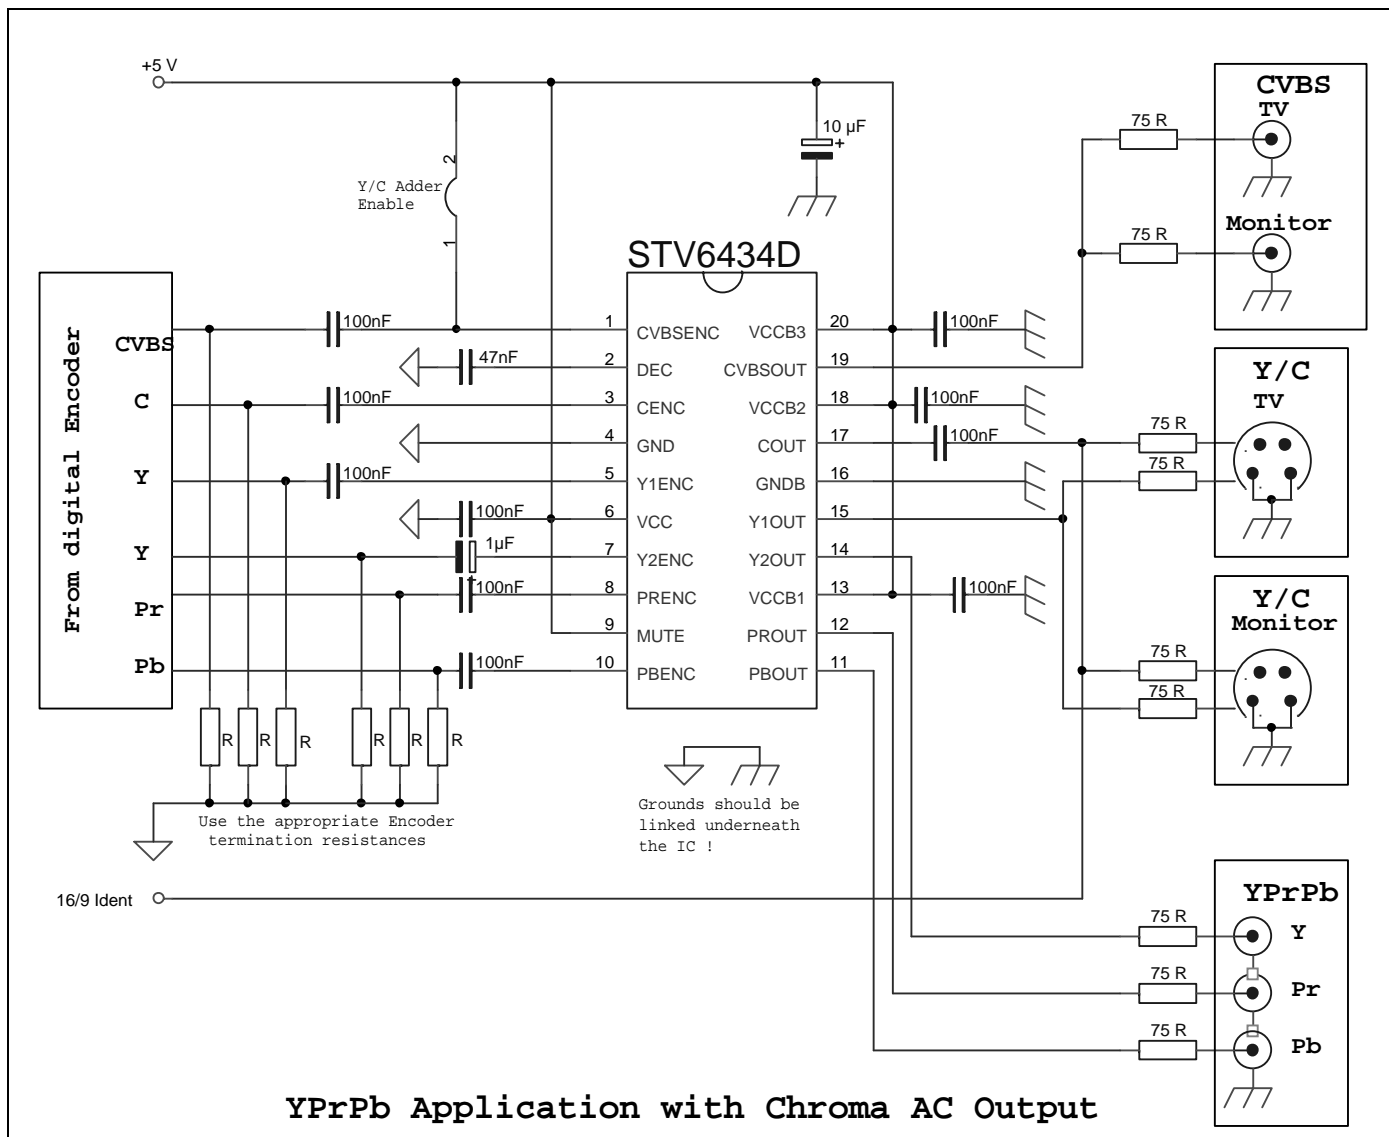 +5 V
10 µF
+
2
Y/C Adder
Enable
1
STV6434D
75 R
CVBS
TV
75 R
Monitor
From digital Encoder
CVBS
C
Y
Y
Pr
Pb
100nF
47nF
100nF
100nF
100nF
1µF
+
100nF
100nF
1 CVBSENC
2 DEC
3 CENC
4 GND
5 Y1ENC
6 VCC
7 Y2ENC
8 PRENC
9 MUTE
10 PBENC
VCCB3 20
CVBSOUT 19
VCCB2 18
COUT 17
GNDB 16
Y1OUT 15
Y2OUT 14
VCCB1 13
PROUT 12
PBOUT 11
100nF
100nF
100nF
100nF
75 R
75 R
Y/C
TV
75 R
75 R
Y/C
Monitor
R
R
R
R
R
R
Use the appropriate Encoder
termination resistances
Grounds should be
linked underneath
the IC !
16/9 Ident
YPrPb
75 R
Y
75 R
Pr
75 R
Pb
YPrPb Application with Chroma AC Output